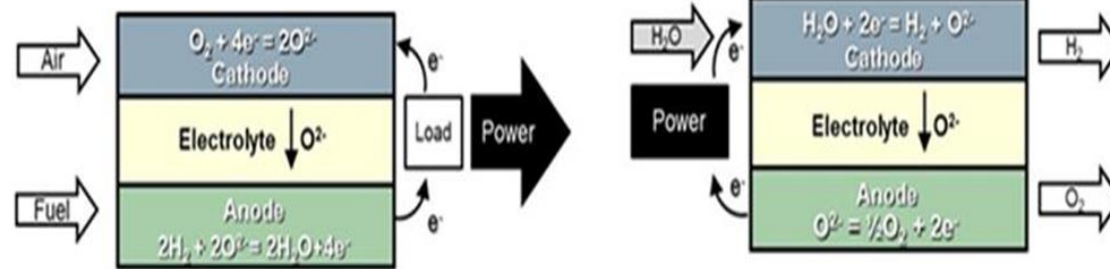 Air
O₂ + 4e⁻ = 2O²⁻
Cathode
e⁻
Electrolyte ↓ O²⁻
Load
Power
Fuel
Anode
2H₂ + 2O²⁻ = 2H₂O+4e⁻
e⁻
H₂O
e⁻
H₂O + 2e⁻ = H₂ + O²⁻
Cathode
H₂
Power
Electrolyte ↓ O²⁻
e⁻
Anode
O²⁻ = ½O₂ + 2e⁻
O₂